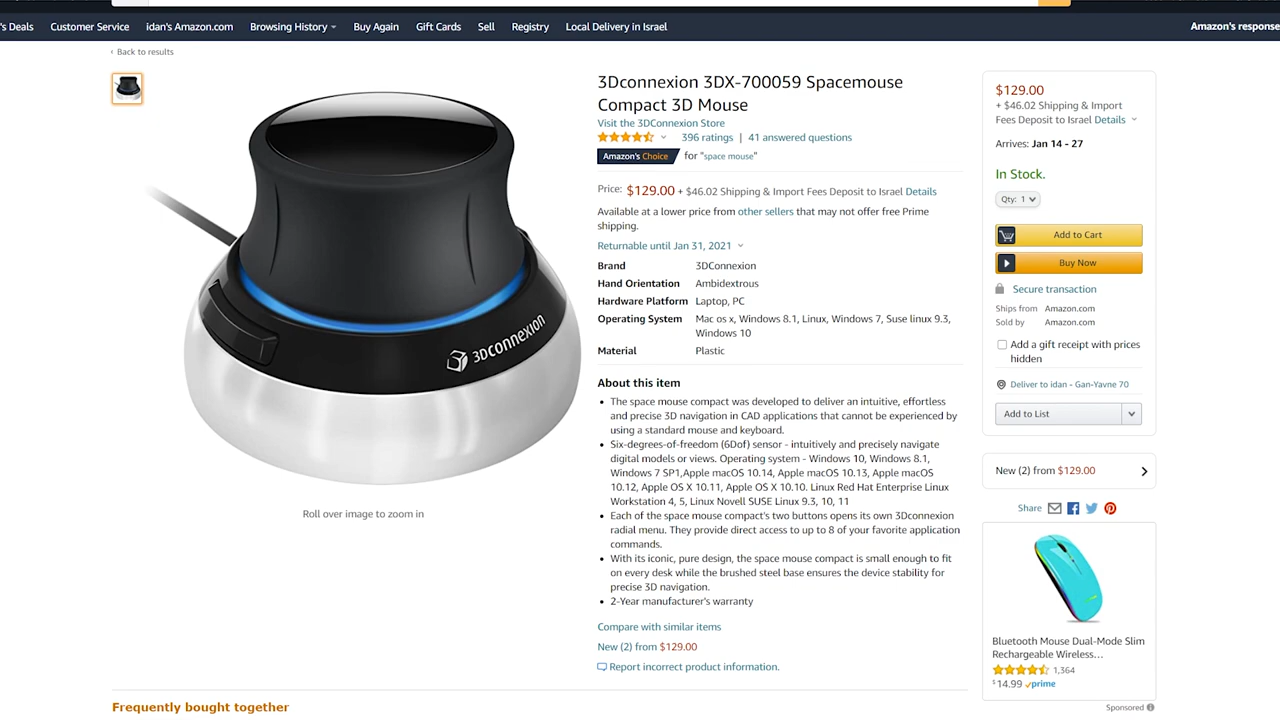 's Deals Customer Service idan's Amazon.com Browsing History Buy Again Gift Cards Sell Registry Local Delivery in Israel Amazon's response
‹ Back to results
3DCONNEXION
Roll over image to zoom in
3Dconnexion 3DX-700059 Spacemouse
Compact 3D Mouse
Visit the 3DConnexion Store
396 ratings | 41 answered questions
Amazon's Choice for "space mouse"
Price: $129.00 + $46.02 Shipping & Import Fees Deposit to Israel Details
Available at a lower price from other sellers that may not offer free Prime
shipping.
Returnable until Jan 31, 2021
Brand 3DConnexion
Hand Orientation Ambidextrous
Hardware Platform Laptop, PC
Operating System Mac os x, Windows 8.1, Linux, Windows 7, Suse linux 9.3,
Windows 10
Material Plastic
About this item
• The space mouse compact was developed to deliver an intuitive, effortless
and precise 3D navigation in CAD applications that cannot be experienced by
using a standard mouse and keyboard.
• Six-degrees-of-freedom (6Dof) sensor - intuitively and precisely navigate
digital models or views. Operating system - Windows 10, Windows 8.1,
Windows 7 SP1,Apple macOS 10.14, Apple macOS 10.13, Apple macOS
10.12, Apple OS X 10.11, Apple OS X 10.10. Linux Red Hat Enterprise Linux
Workstation 4, 5, Linux Novell SUSE Linux 9.3, 10, 11
• Each of the space mouse compact's two buttons opens its own 3Dconnexion
radial menu. They provide direct access to up to 8 of your favorite application
commands.
• With its iconic, pure design, the space mouse compact is small enough to fit
on every desk while the brushed steel base ensures the device stability for
precise 3D navigation.
• 2-Year manufacturer's warranty
Compare with similar items
New (2) from $129.00
Report incorrect product information.
$129.00
+ $46.02 Shipping & Import
Fees Deposit to Israel Details
Arrives: Jan 14 - 27
In Stock.
Qty: 1
Add to Cart
Buy Now
Secure transaction
Ships from Amazon.com
Sold by Amazon.com
Add a gift receipt with prices
hidden
Deliver to idan - Gan-Yavne 70
Add to List
New (2) from $129.00
Share
Bluetooth Mouse Dual-Mode Slim
Rechargeable Wireless…
1,364
$14.99 prime
Sponsored
Frequently bought together